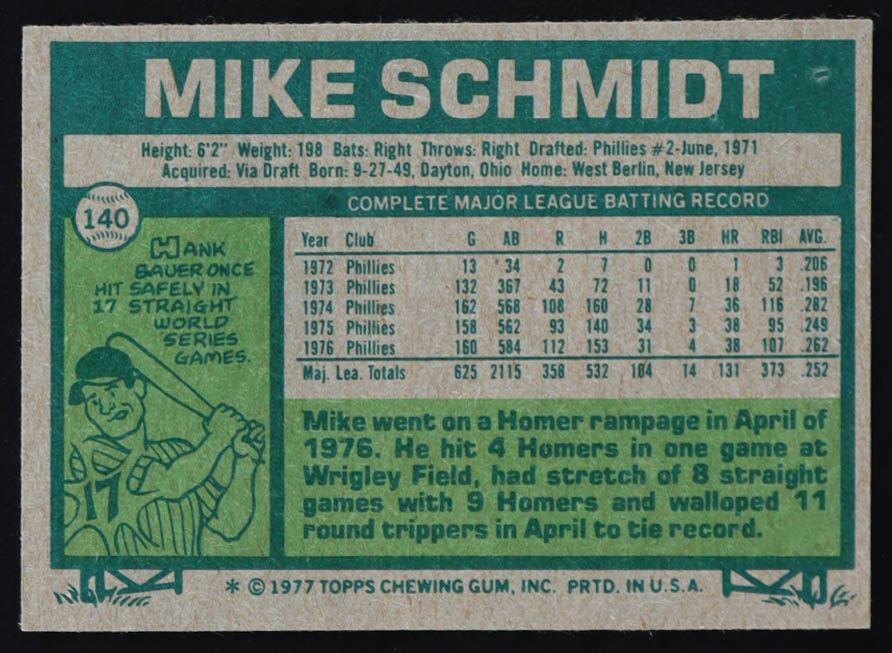 MIKE SCHMIDT
Height: 6'2" Weight: 198 Bats: Right Throws: Right Drafted: Phillies #2-June, 1971
Acquired: Via Draft Born: 9-27-49, Dayton, Ohio Home: West Berlin, New Jersey
140
HANK
BAUER ONCE
HIT SAFELY IN
17 STRAIGHT
WORLD
SERIES
GAMES.
17
COMPLETE MAJOR LEAGUE BATTING RECORD
Year Club G AB R H 2B 3B HR RBI AVG.
1972 Phillies 13 34 2 7 0 0 1 3 .206
1973 Phillies 132 367 43 72 11 0 18 52 .196
1974 Phillies 162 568 108 160 28 7 36 116 .282
1975 Phillies 158 562 93 140 34 3 38 95 .249
1976 Phillies 160 584 112 153 31 4 38 107 .262
Maj. Lea. Totals 625 2115 358 532 104 14 131 373 .252
Mike went on a Homer rampage in April of
1976. He hit 4 Homers in one game at
Wrigley Field, had stretch of 8 straight
games with 9 Homers and walloped 11
round trippers in April to tie record.
* © 1977 TOPPS CHEWING GUM, INC. PRTD. IN U.S.A.